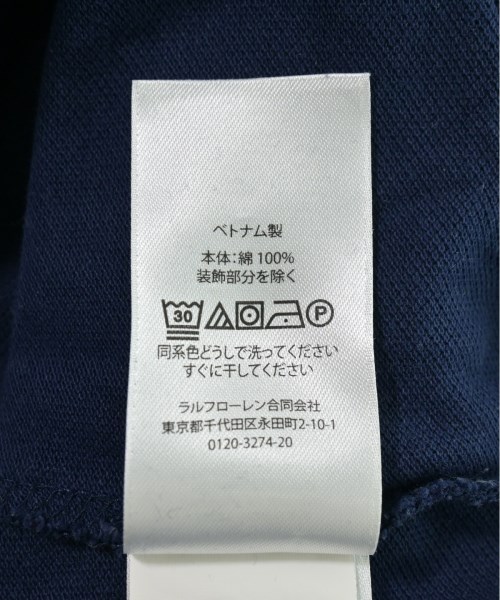 ベトナム製
本体：綿 100%
装飾部分を除く
30 P
同系色どうしで洗ってください
すぐに干してください
ラルフローレン合同会社
東京都千代田区永田町2-10-1
0120-3274-20